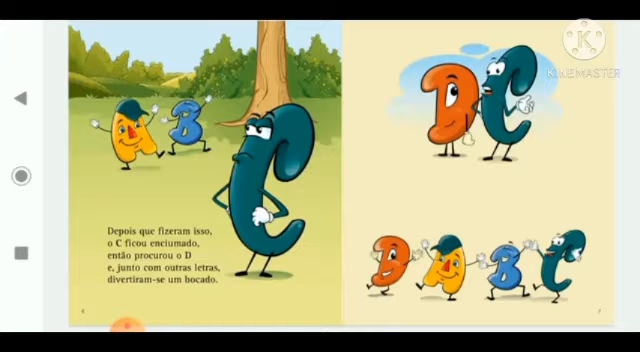 KINEMASTER
Depois que fizeram isso,
o C ficou enciumado,
então procurou o D
e, junto com outras letras,
divertiram-se um bocado.
D C
A B
C
D A B C